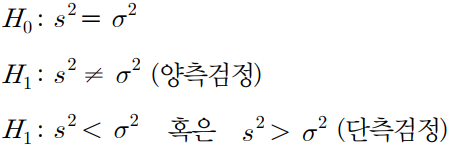 H₀ : s² = σ²
H₁ : s² ≠ σ² (양측검정)
H₁ : s² < σ² 혹은 s² > σ² (단측검정)